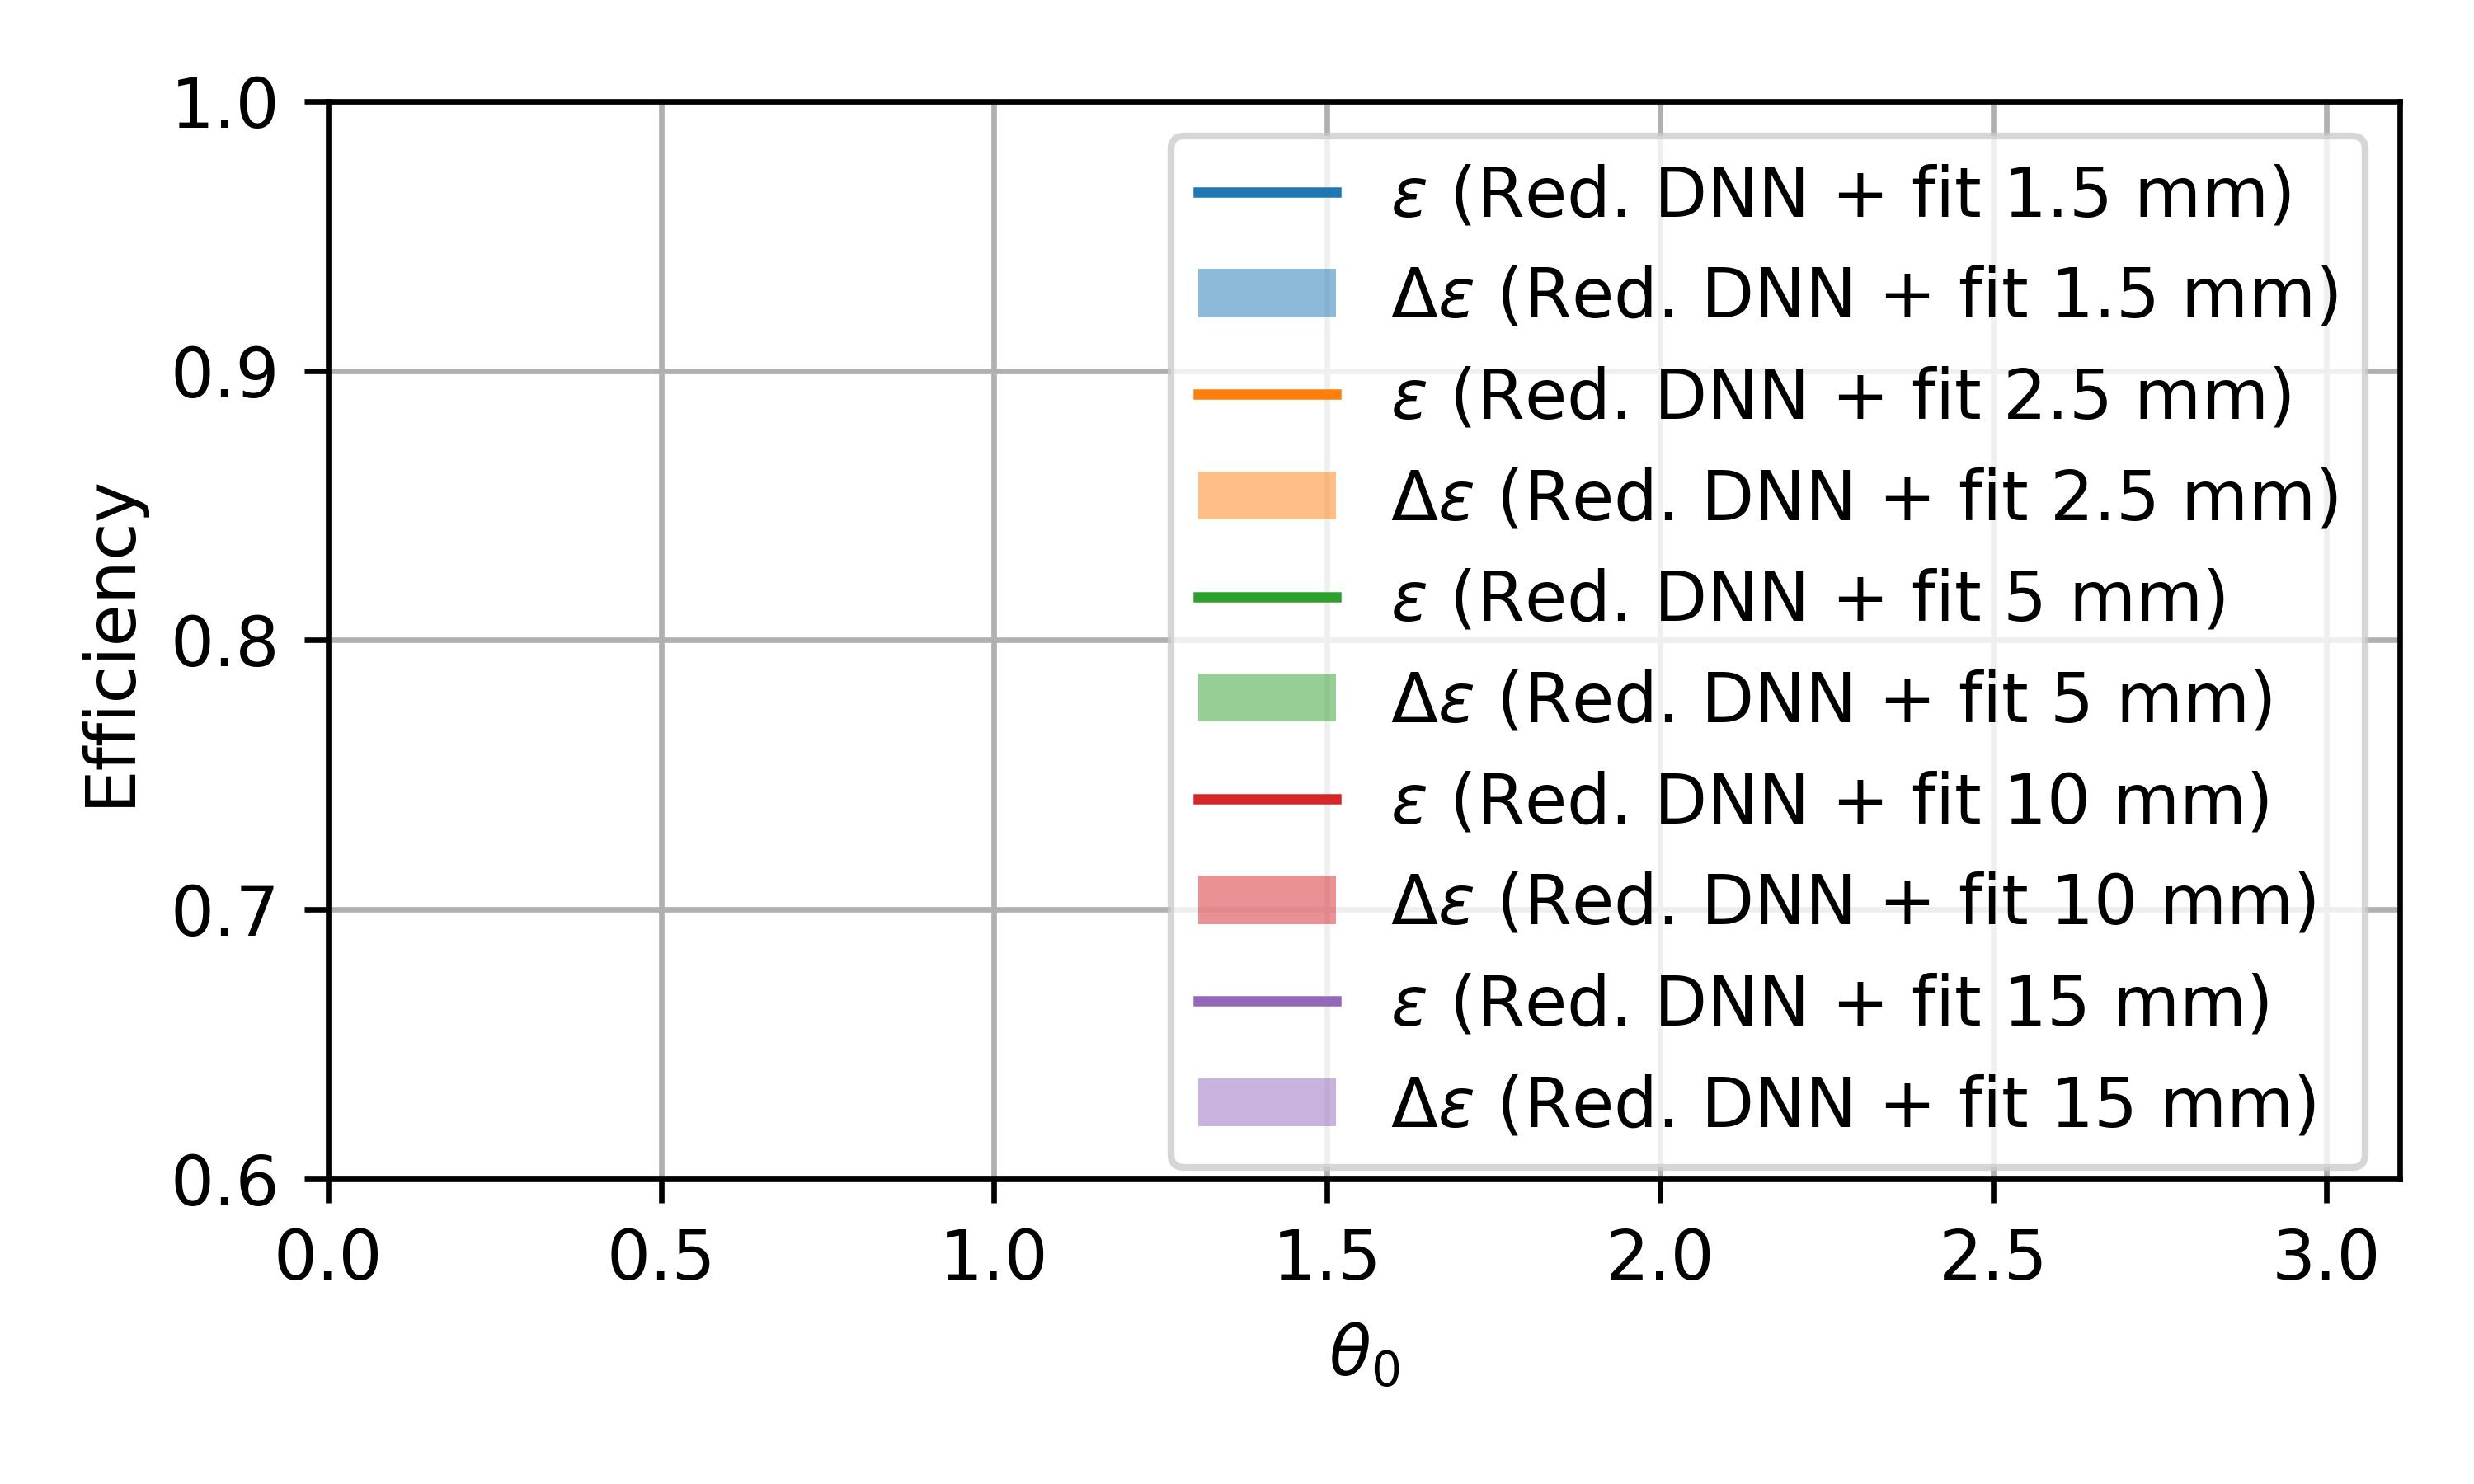 1.0
0.9
0.8
0.7
0.6
Efficiency
0.0 0.5 1.0 1.5 2.0 2.5 3.0
θ₀
ε (Red. DNN + fit 1.5 mm)
Δε (Red. DNN + fit 1.5 mm)
ε (Red. DNN + fit 2.5 mm)
Δε (Red. DNN + fit 2.5 mm)
ε (Red. DNN + fit 5 mm)
Δε (Red. DNN + fit 5 mm)
ε (Red. DNN + fit 10 mm)
Δε (Red. DNN + fit 10 mm)
ε (Red. DNN + fit 15 mm)
Δε (Red. DNN + fit 15 mm)